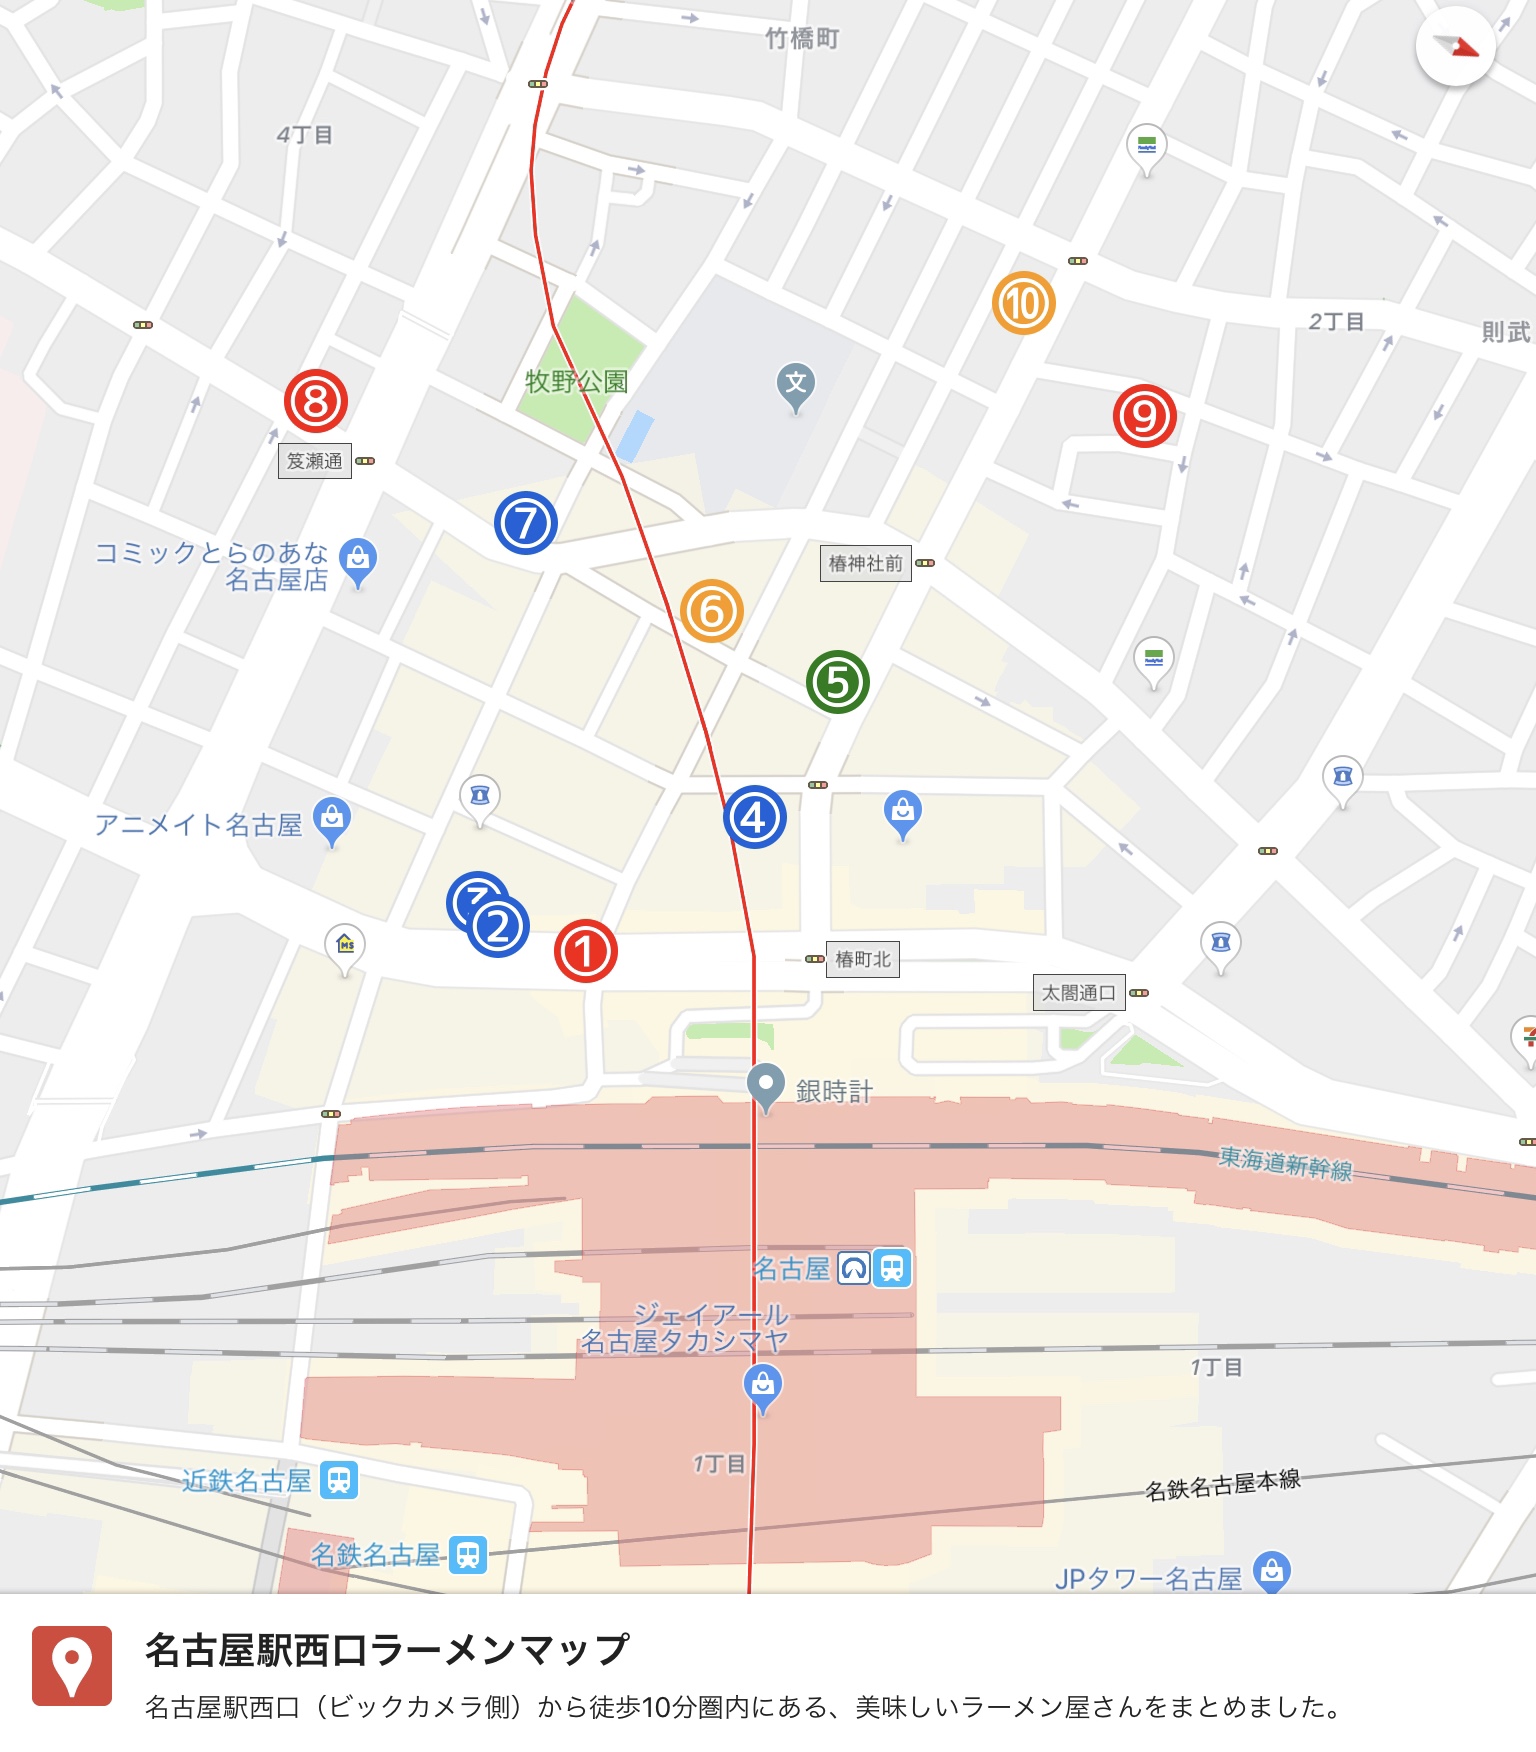 竹橋町
4丁目
⑩
2丁目
則武
牧野公園
文
⑧
⑨
笈瀬通
⑦
コミックとらのあな
名古屋店
椿神社前
⑥
FamilyMart
⑤
アニメイト名古屋
④
③
②
①
MS
椿町北
太閤通口
銀時計
東海道新幹線
名古屋
ジェイアール
名古屋タカシマヤ
1丁目
1丁目
近鉄名古屋
名鉄名古屋本線
名鉄名古屋
JPタワー名古屋
名古屋駅西口ラーメンマップ
名古屋駅西口（ビックカメラ側）から徒歩10分圏内にある、美味しいラーメン屋さんをまとめました。